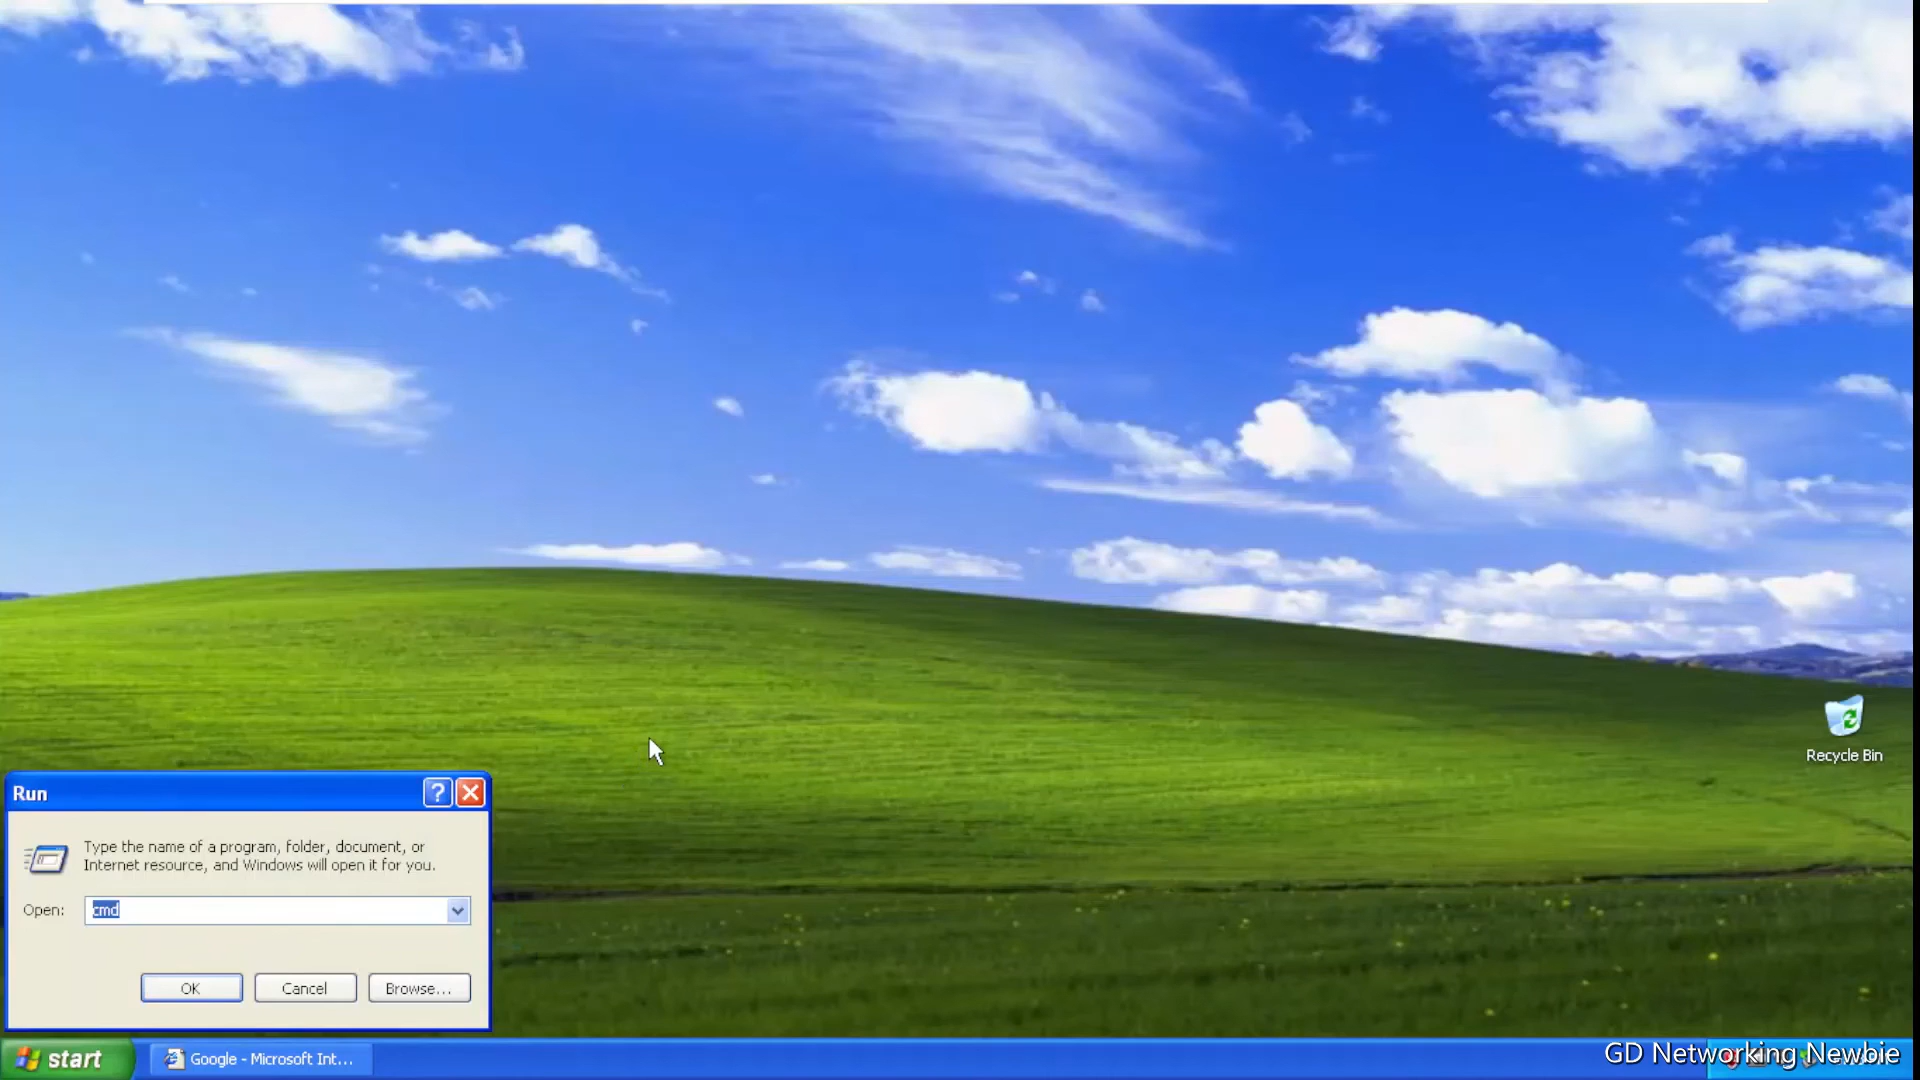 Recycle Bin
Run
Type the name of a program, folder, document, or
Internet resource, and Windows will open it for you.
Open: cmd
OK Cancel Browse...
start
Google - Microsoft Int...
GD Networking Newbie